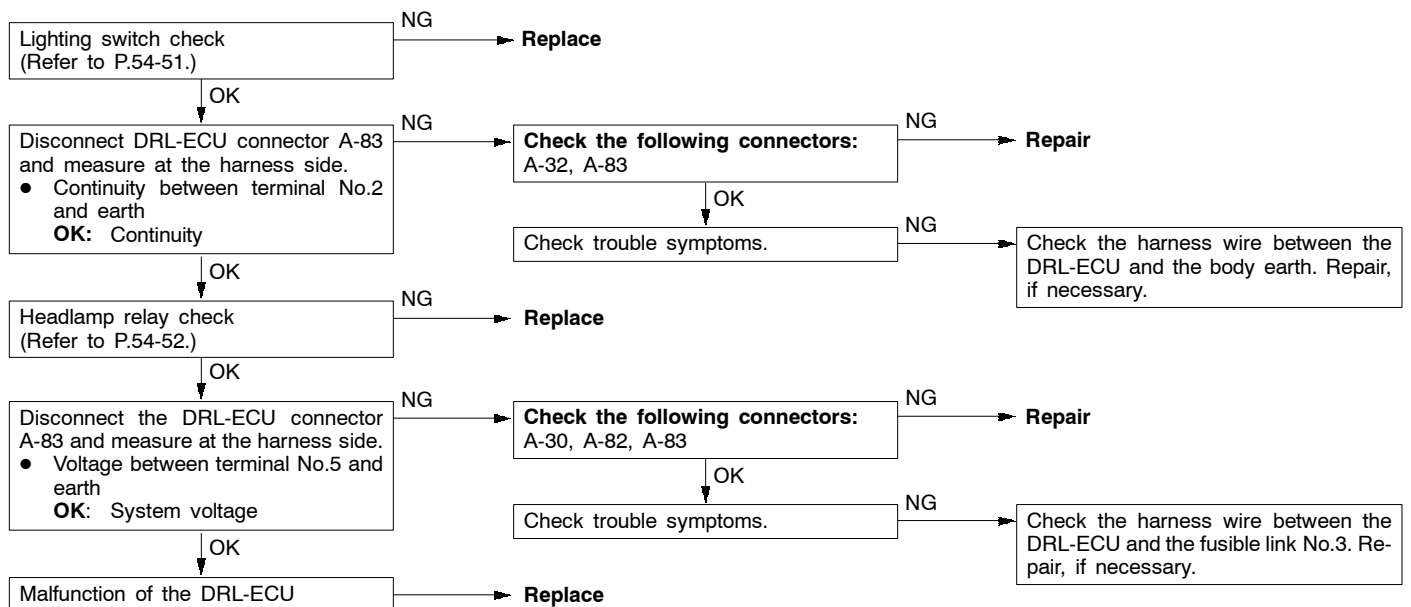 NG
Lighting switch check
(Refer to P.54-51.)
Replace
OK
Disconnect DRL-ECU connector A-83
and measure at the harness side.
● Continuity between terminal No.2
and earth
OK: Continuity
NG
Check the following connectors:
A-32, A-83
NG
Repair
OK
Check trouble symptoms.
NG
Check the harness wire between the
DRL-ECU and the body earth. Repair,
if necessary.
OK
Headlamp relay check
(Refer to P.54-52.)
NG
Replace
OK
Disconnect the DRL-ECU connector
A-83 and measure at the harness side.
● Voltage between terminal No.5 and
earth
OK: System voltage
NG
Check the following connectors:
A-30, A-82, A-83
NG
Repair
OK
Check trouble symptoms.
NG
Check the harness wire between the
DRL-ECU and the fusible link No.3. Re-
pair, if necessary.
OK
Malfunction of the DRL-ECU
Replace